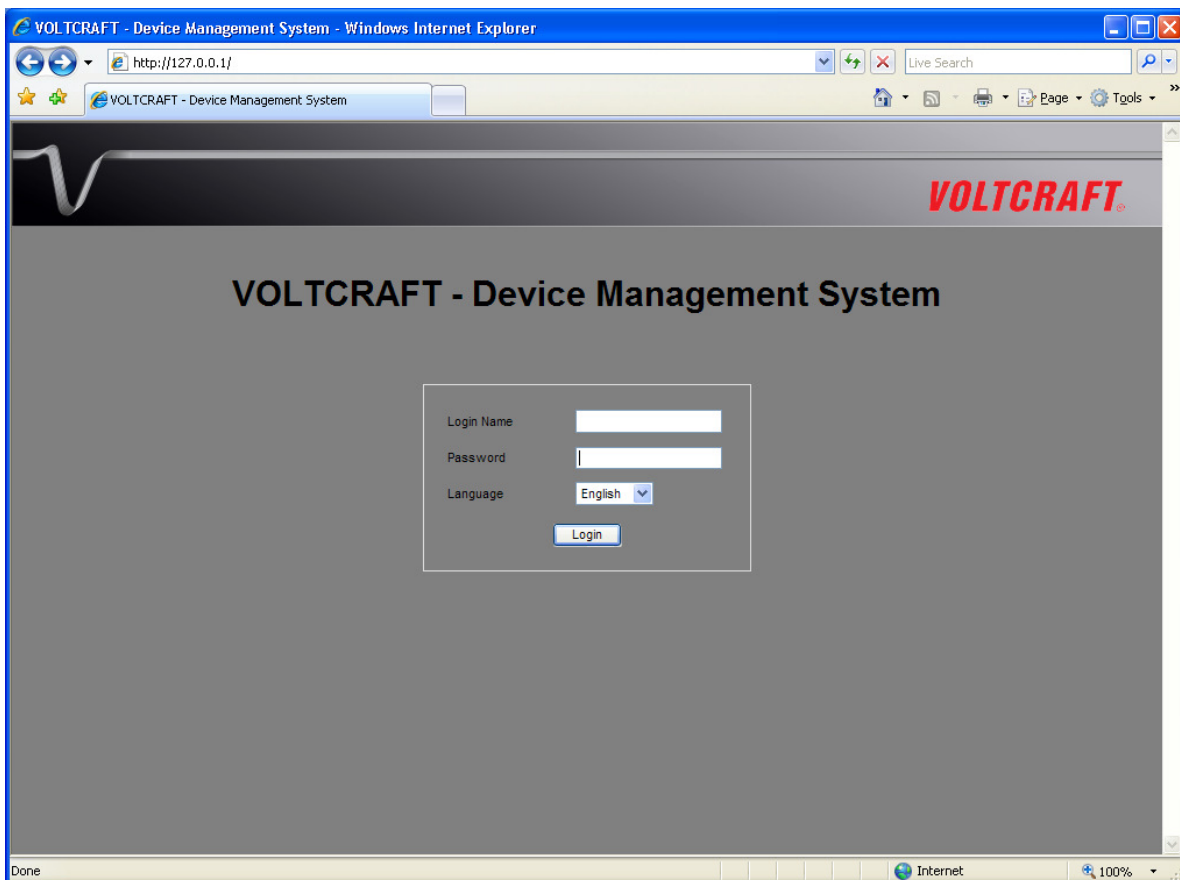 VOLTCRAFT - Device Management System - Windows Internet Explorer
http://127.0.0.1/
Live Search
VOLTCRAFT - Device Management System
Page
Tools
»
VOLTCRAFT®
VOLTCRAFT - Device Management System
Login Name
Password
Language
English
Login
Done
Internet
100%